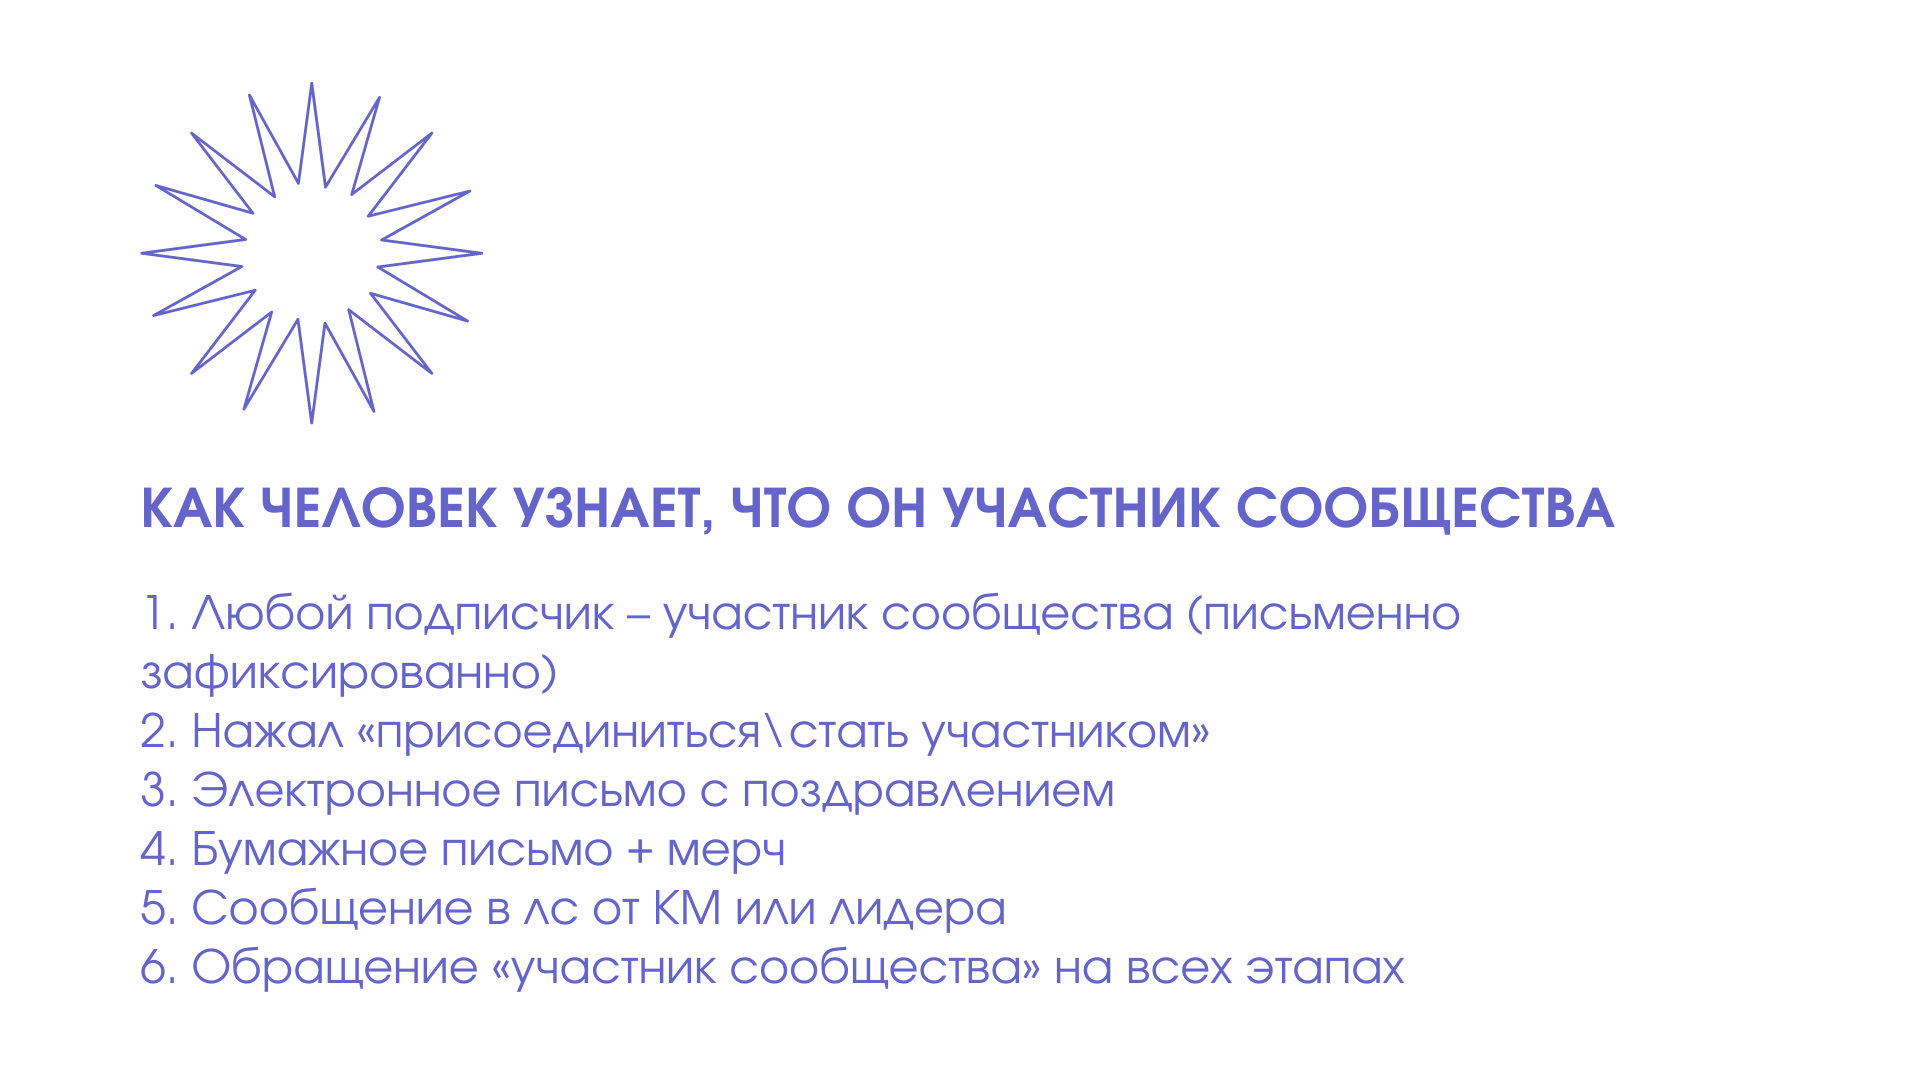 КАК ЧЕЛОВЕК УЗНАЕТ, ЧТО ОН УЧАСТНИК СООБЩЕСТВА
1. Любой подписчик – участник сообщества (письменно
зафиксированно)
2. Нажал «присоединиться\стать участником»
3. Электронное письмо с поздравлением
4. Бумажное письмо + мерч
5. Сообщение в лс от КМ или лидера
6. Обращение «участник сообщества» на всех этапах